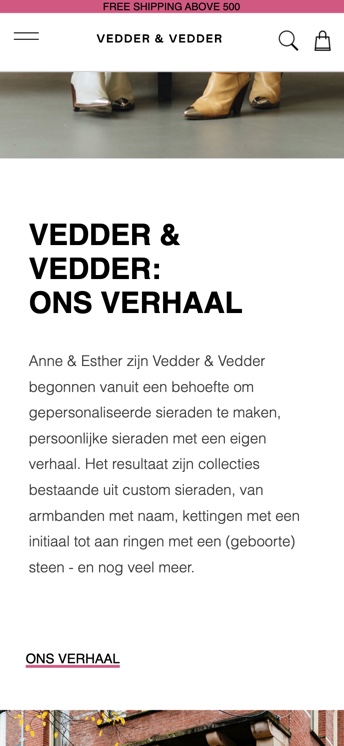 FREE SHIPPING ABOVE 500
VEDDER & VEDDER
VEDDER &
VEDDER:
ONS VERHAAL
Anne & Esther zijn Vedder & Vedder
begonnen vanuit een behoefte om
gepersonaliseerde sieraden te maken,
persoonlijke sieraden met een eigen
verhaal. Het resultaat zijn collecties
bestaande uit custom sieraden, van
armbanden met naam, kettingen met een
initiaal tot aan ringen met een (geboorte)
steen - en nog veel meer.
ONS VERHAAL